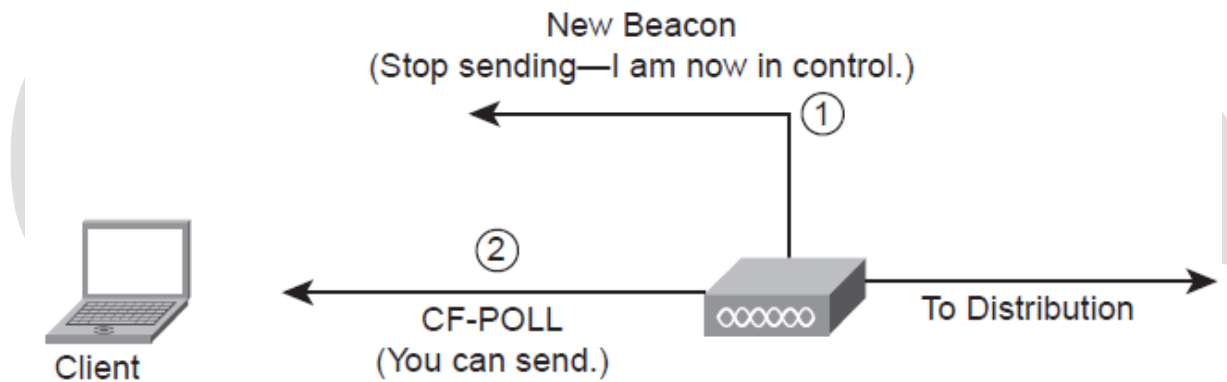 New Beacon
(Stop sending—I am now in control.)
1
2
CF-POLL
(You can send.)
To Distribution
Client